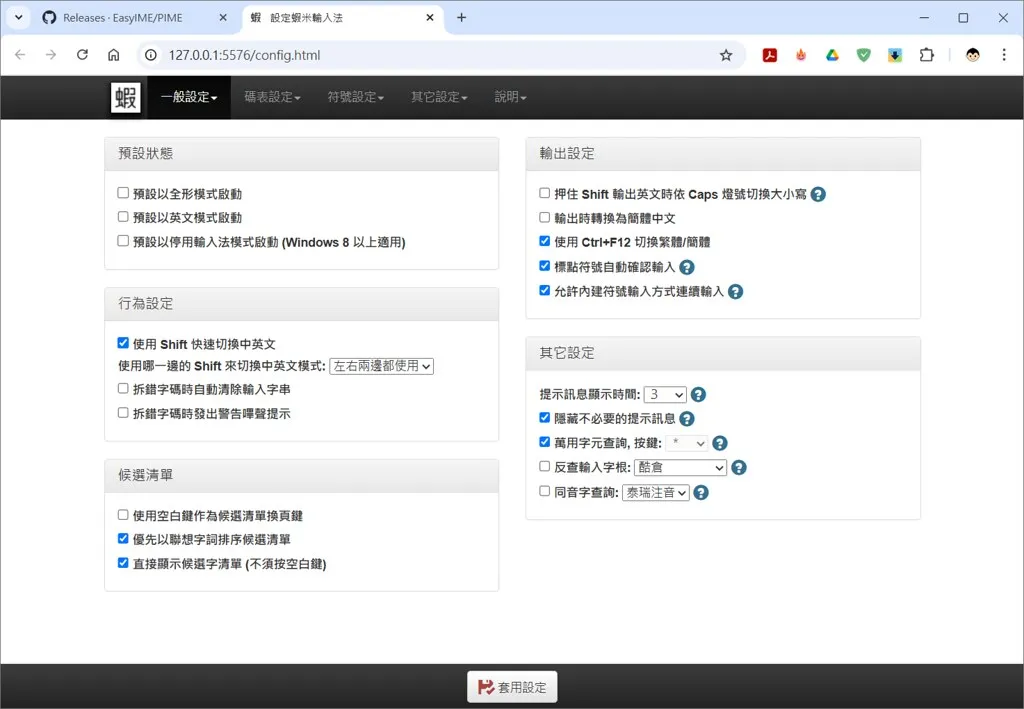 Releases · EasyIME/PIME
蝦 設定蝦米輸入法
127.0.0.1:5576/config.html
蝦 一般設定 碼表設定 符號設定 其它設定 說明
預設狀態
預設以全形模式啟動
預設以英文模式啟動
預設以停用輸入法模式啟動 (Windows 8 以上適用)
行為設定
使用 Shift 快速切換中英文
使用哪一邊的 Shift 來切換中英文模式: 左右兩邊都使用
拆錯字碼時自動清除輸入字串
拆錯字碼時發出警告嗶聲提示
候選清單
使用空白鍵作為候選清單換頁鍵
優先以聯想字詞排序候選清單
直接顯示候選字清單 (不須按空白鍵)
輸出設定
押住 Shift 輸出英文時依 Caps 燈號切換大小寫 ?
輸出時轉換為簡體中文
使用 Ctrl+F12 切換繁體/簡體
標點符號自動確認輸入 ?
允許內建符號輸入方式連續輸入 ?
其它設定
提示訊息顯示時間: 3 ?
隱藏不必要的提示訊息 ?
萬用字元查詢, 按鍵: * ?
反查輸入字根: 酷倉 ?
同音字查詢: 泰瑞注音 ?
套用設定